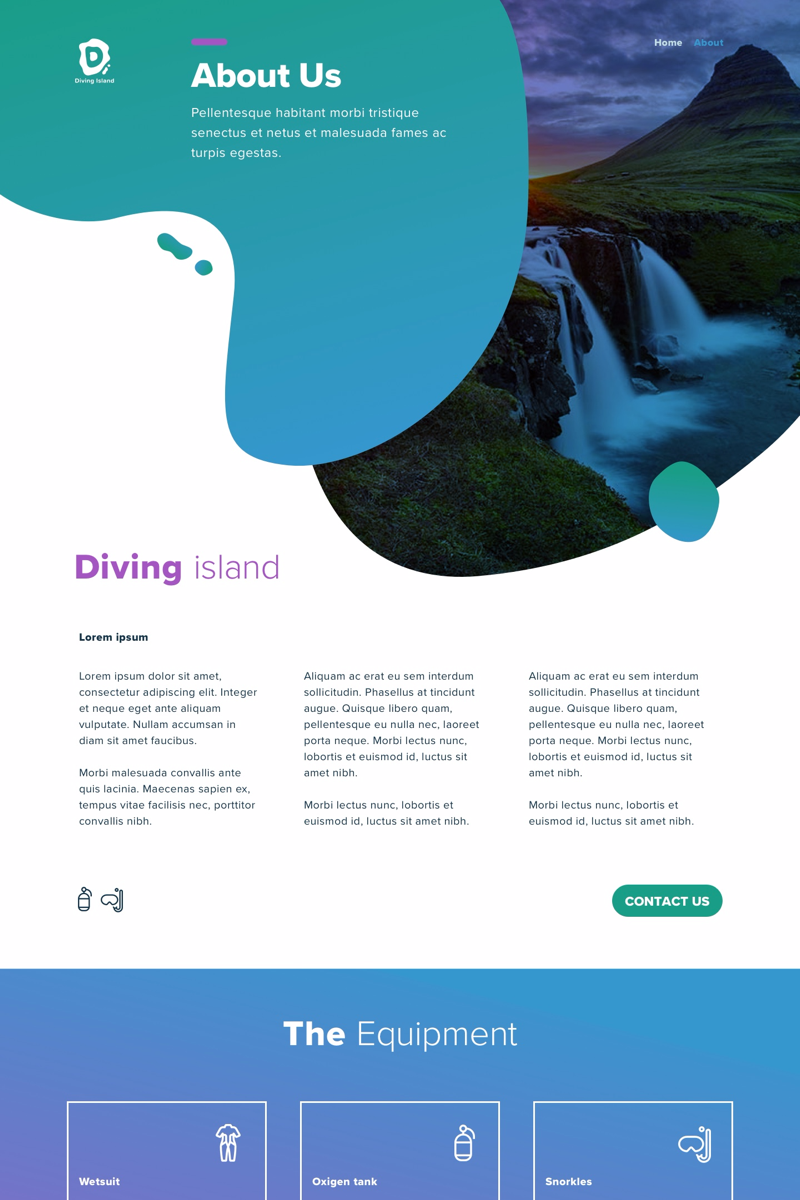 D
Diving Island
Home About
About Us
Pellentesque habitant morbi tristique
senectus et netus et malesuada fames ac
turpis egestas.
Diving island
Lorem ipsum
Lorem ipsum dolor sit amet,
consectetur adipiscing elit. Integer
et neque eget ante aliquam
vulputate. Nullam accumsan in
diam sit amet faucibus.
Morbi malesuada convallis ante
quis lacinia. Maecenas sapien ex,
tempus vitae facilisis nec, porttitor
convallis nibh.
Aliquam ac erat eu sem interdum
sollicitudin. Phasellus at tincidunt
augue. Quisque libero quam,
pellentesque eu nulla nec, laoreet
porta neque. Morbi lectus nunc,
lobortis et euismod id, luctus sit
amet nibh.
Morbi lectus nunc, lobortis et
euismod id, luctus sit amet nibh.
Aliquam ac erat eu sem interdum
sollicitudin. Phasellus at tincidunt
augue. Quisque libero quam,
pellentesque eu nulla nec, laoreet
porta neque. Morbi lectus nunc,
lobortis et euismod id, luctus sit
amet nibh.
Morbi lectus nunc, lobortis et
euismod id, luctus sit amet nibh.
CONTACT US
The Equipment
Wetsuit
Oxigen tank
Snorkles